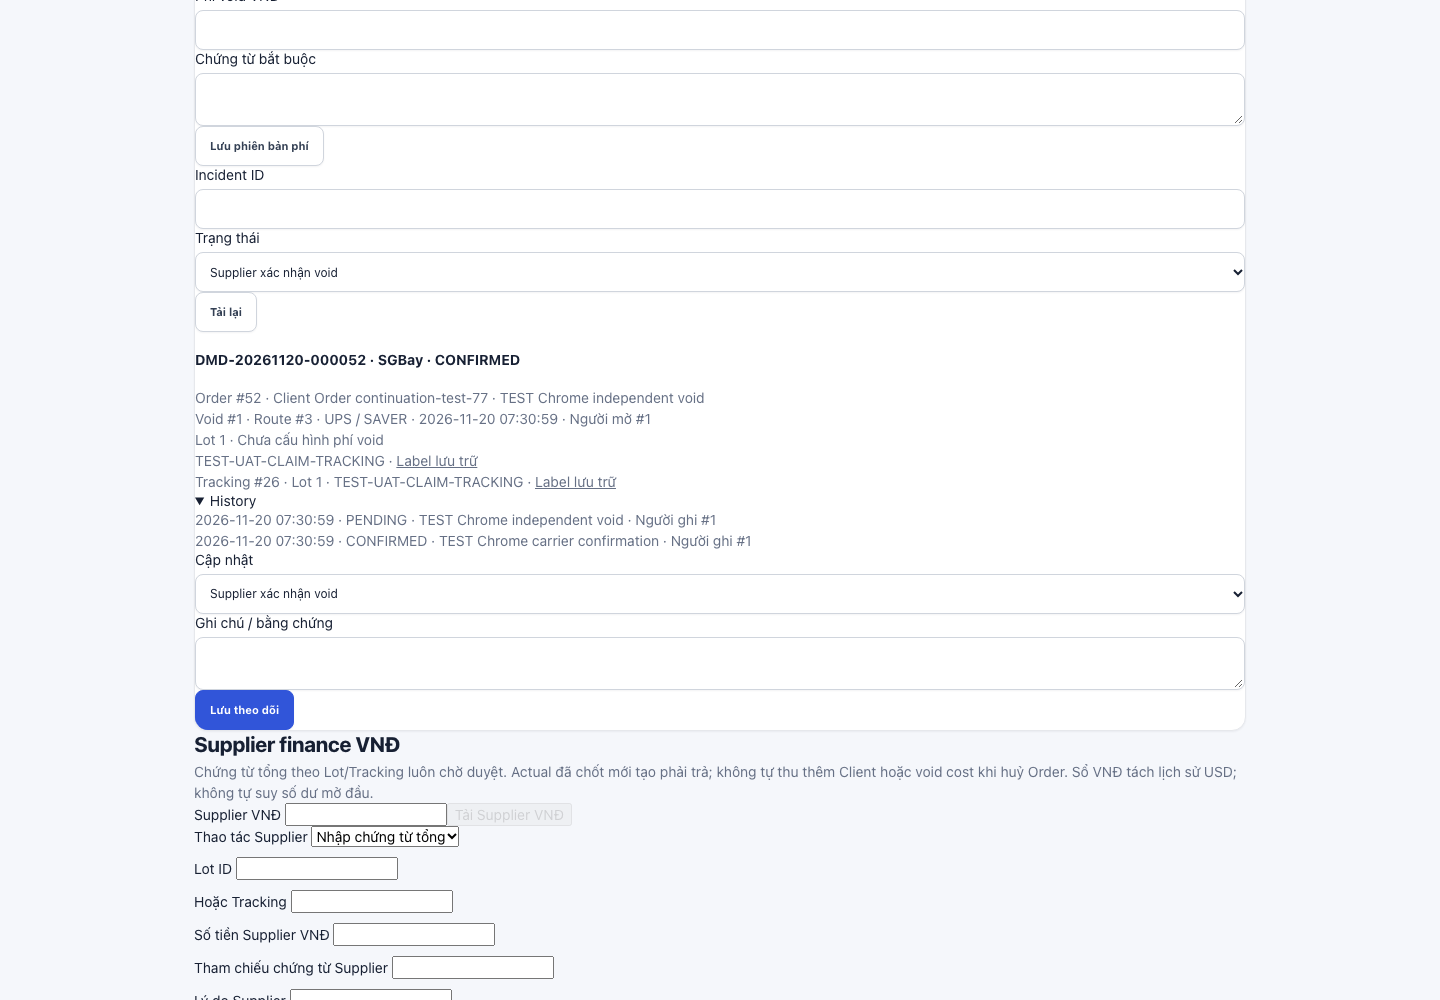 Phí void VNĐ
Chứng từ bắt buộc
Lưu phiên bản phí
Incident ID
Trạng thái
Supplier xác nhận void
Tải lại
DMD-20261120-000052 · SGBay · CONFIRMED
Order #52 · Client Order continuation-test-77 · TEST Chrome independent void
Void #1 · Route #3 · UPS / SAVER · 2026-11-20 07:30:59 · Người mở #1
Lot 1 · Chưa cấu hình phí void
TEST-UAT-CLAIM-TRACKING · Label lưu trữ
Tracking #26 · Lot 1 · TEST-UAT-CLAIM-TRACKING · Label lưu trữ
▼ History
2026-11-20 07:30:59 · PENDING · TEST Chrome independent void · Người ghi #1
2026-11-20 07:30:59 · CONFIRMED · TEST Chrome carrier confirmation · Người ghi #1
Cập nhật
Supplier xác nhận void
Ghi chú / bằng chứng
Lưu theo dõi
Supplier finance VNĐ
Chứng từ tổng theo Lot/Tracking luôn chờ duyệt. Actual đã chốt mới tạo phải trả; không tự thu thêm Client hoặc void cost khi huỷ Order. Sổ VNĐ tách lịch sử USD;
không tự suy số dư mở đầu.
Supplier VNĐ Tải Supplier VNĐ
Thao tác Supplier Nhập chứng từ tổng
Lot ID
Hoặc Tracking
Số tiền Supplier VNĐ
Tham chiếu chứng từ Supplier
Lý do Supplier